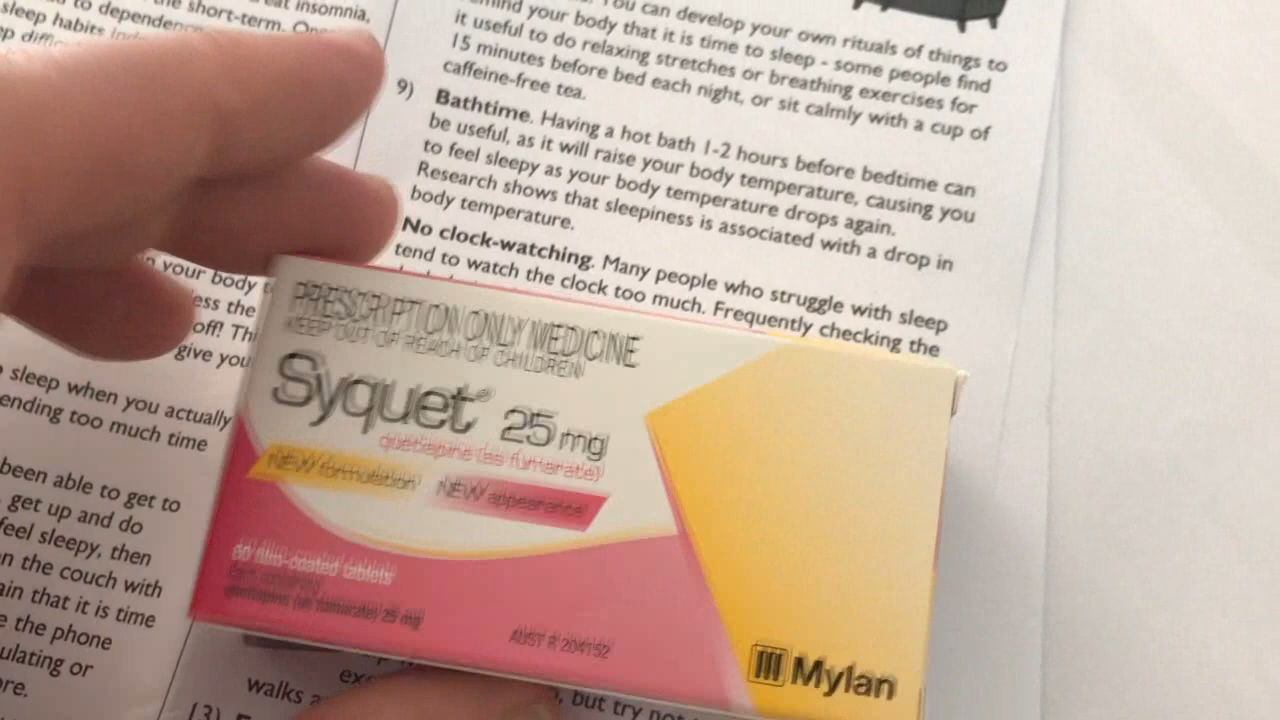 eat insomnia,
to dependence the short-term.
sleep habits
your body
less the
off!
give you
sleep when you actually
ending too much time
been able to get to
get up and do
feel sleepy, then
the couch with
ain that it is time
the phone
ulating or
You can develop your own rituals of things to
your body that it is time to sleep - some people find
it useful to do relaxing stretches or breathing exercises for
15 minutes before bed each night, or sit calmly with a cup of
caffeine-free tea.
9) Bathtime. Having a hot bath 1-2 hours before bedtime can
be useful, as it will raise your body temperature, causing you
to feel sleepy as your body temperature drops again.
Research shows that sleepiness is associated with a drop in
body temperature.
No clock-watching. Many people who struggle with sleep
tend to watch the clock too much. Frequently checking the
PRESCRIPTION ONLY MEDICINE
KEEP OUT OF REACH OF CHILDREN
Syquet® 25 mg
quetiapine (as fumarate)
NEW formulation NEW appearance
60 film-coated tablets
quetiapine (as fumarate) 25 mg
AUST R 204152
Mylan
walks
but try not